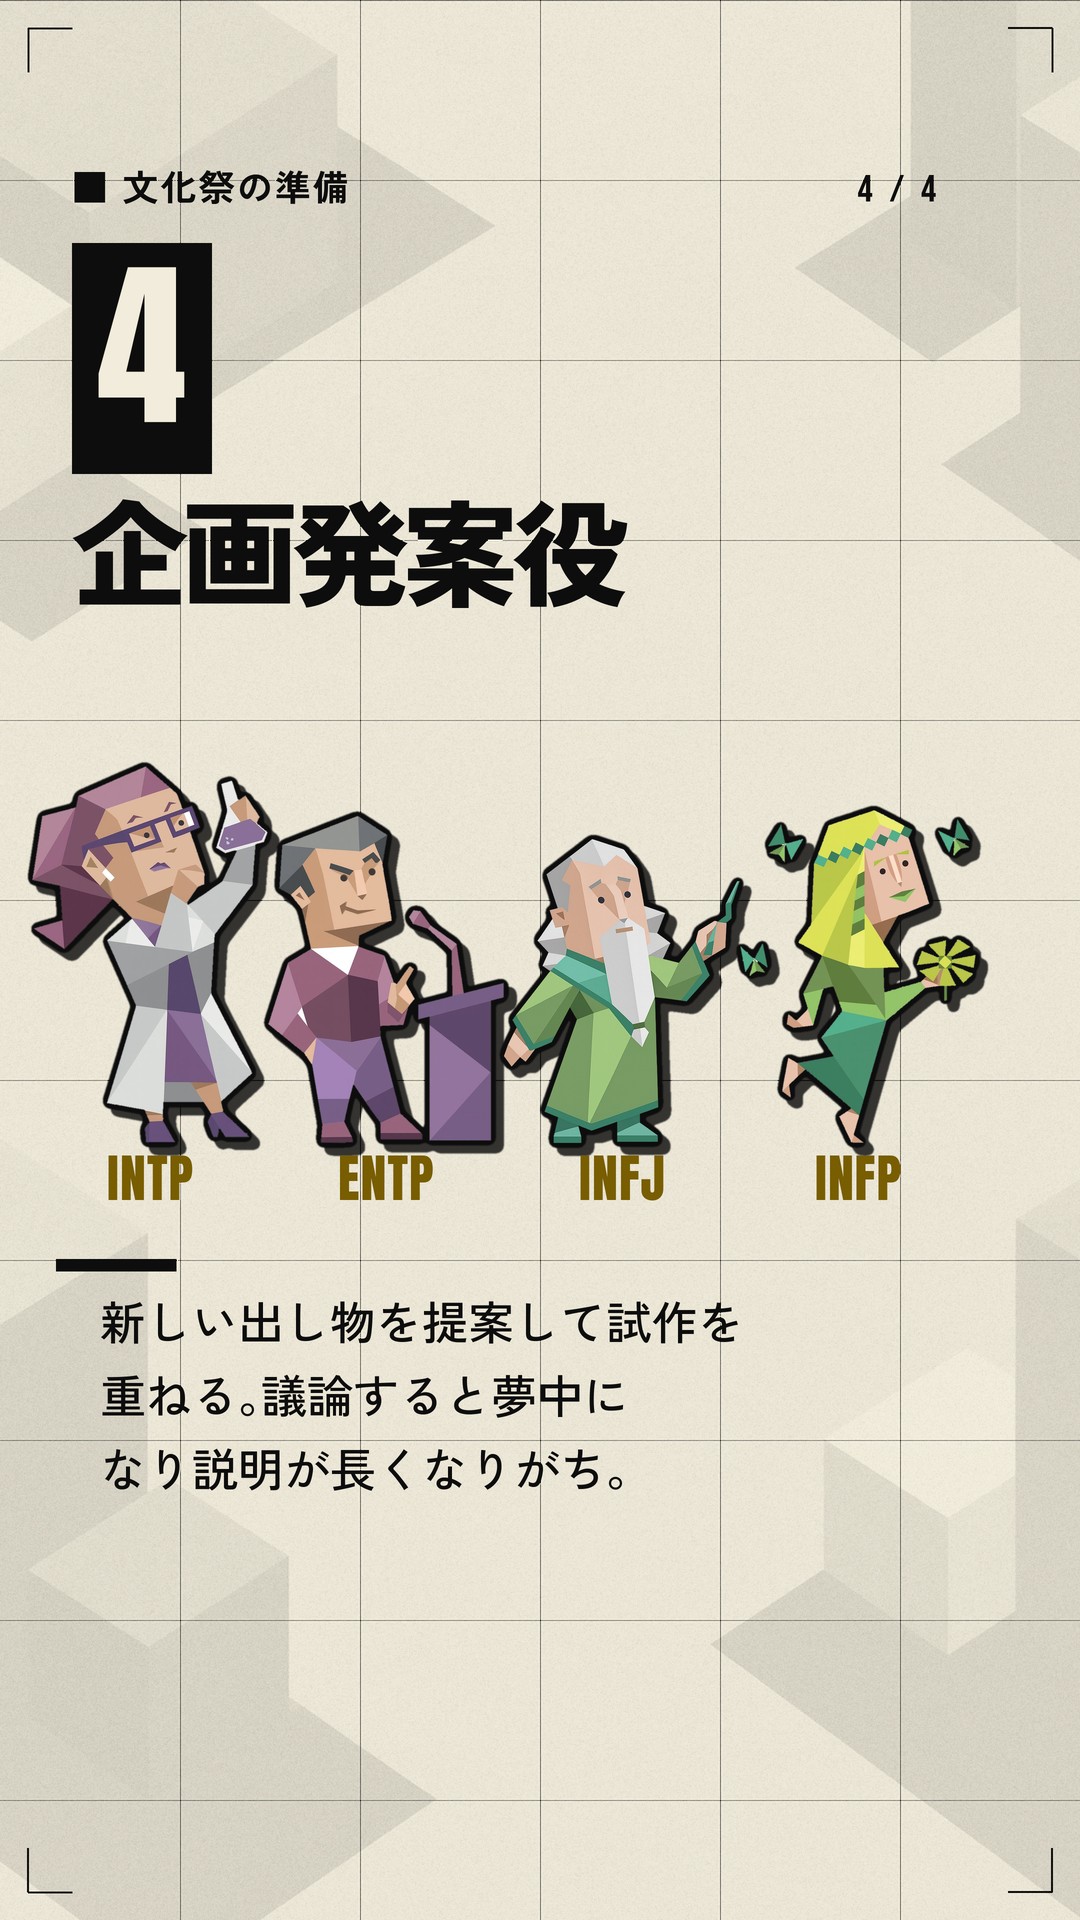 ■ 文化祭の準備
4 / 4
4
企画発案役
INTP
ENTP
INFJ
INFP
新しい出し物を提案して試作を
重ねる。議論すると夢中に
なり説明が長くなりがち。